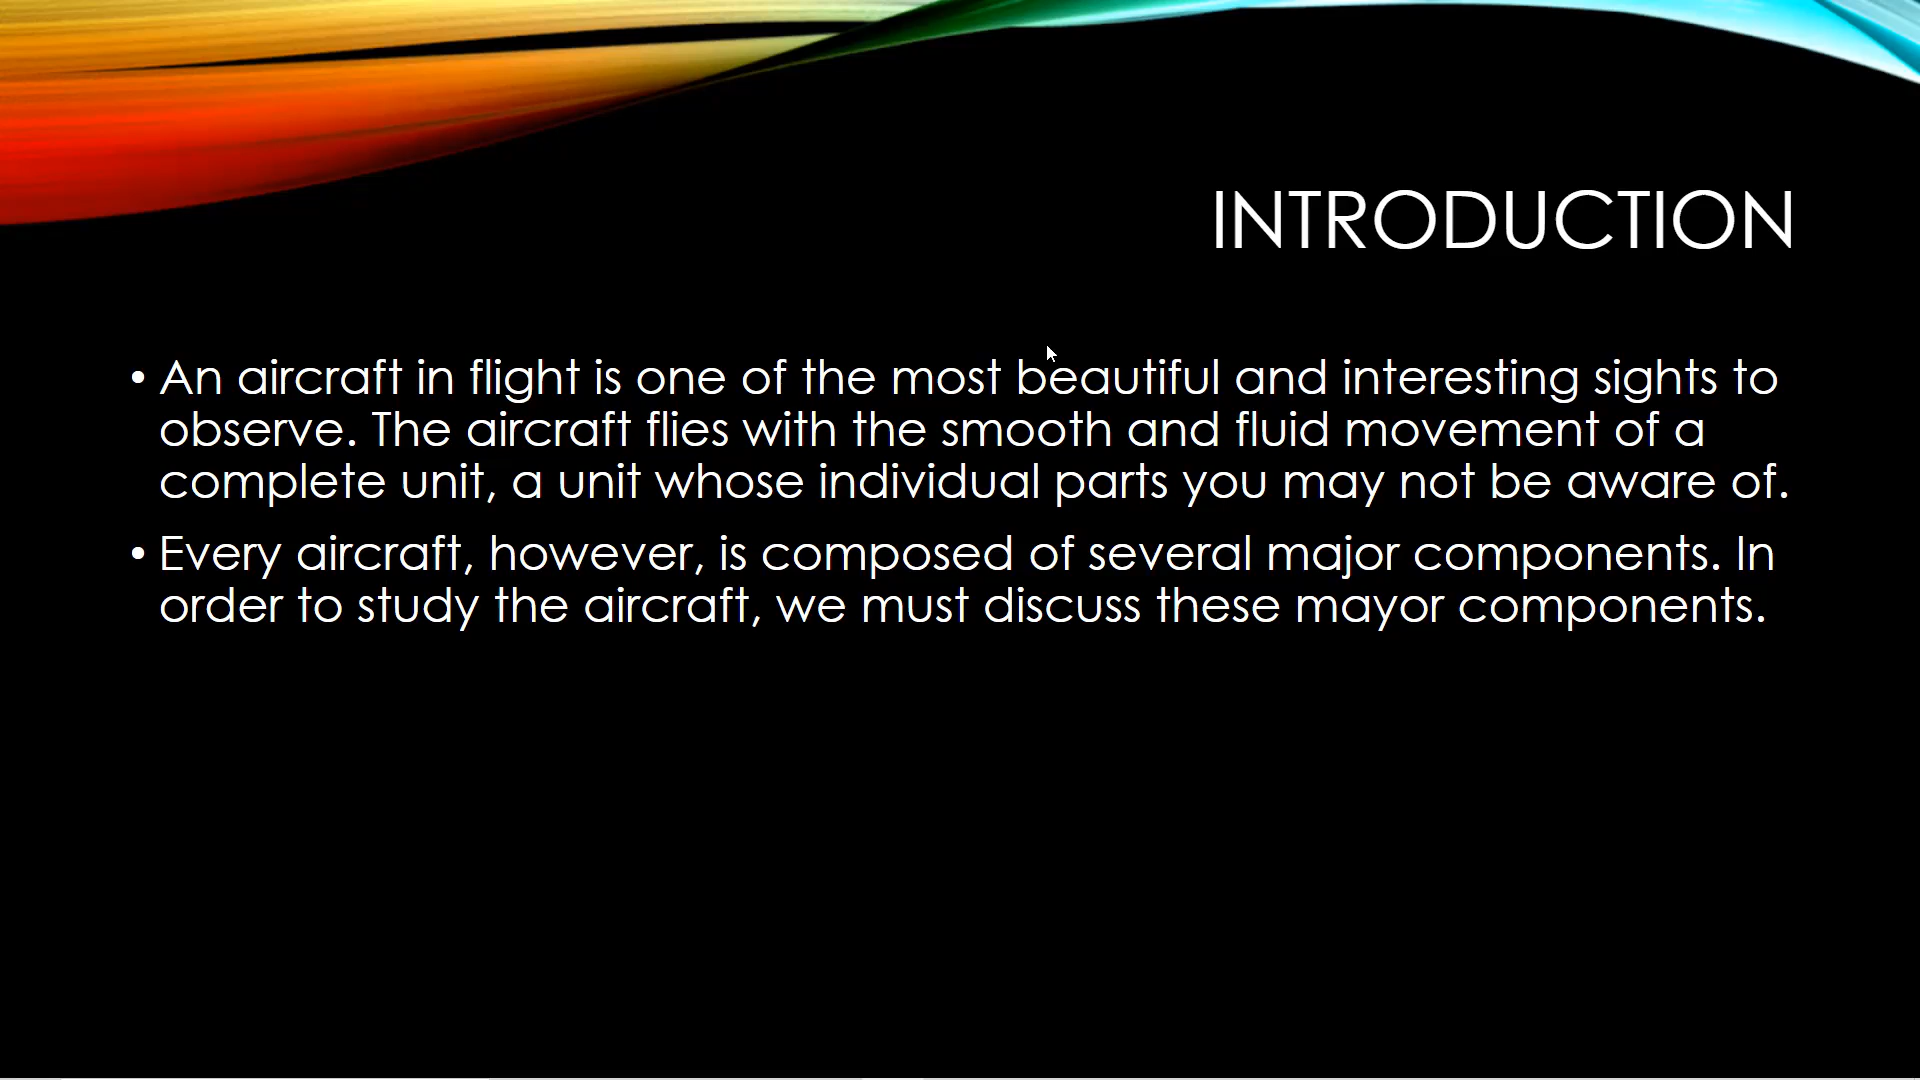 INTRODUCTION
• An aircraft in flight is one of the most beautiful and interesting sights to
observe. The aircraft flies with the smooth and fluid movement of a
complete unit, a unit whose individual parts you may not be aware of.
• Every aircraft, however, is composed of several major components. In
order to study the aircraft, we must discuss these mayor components.